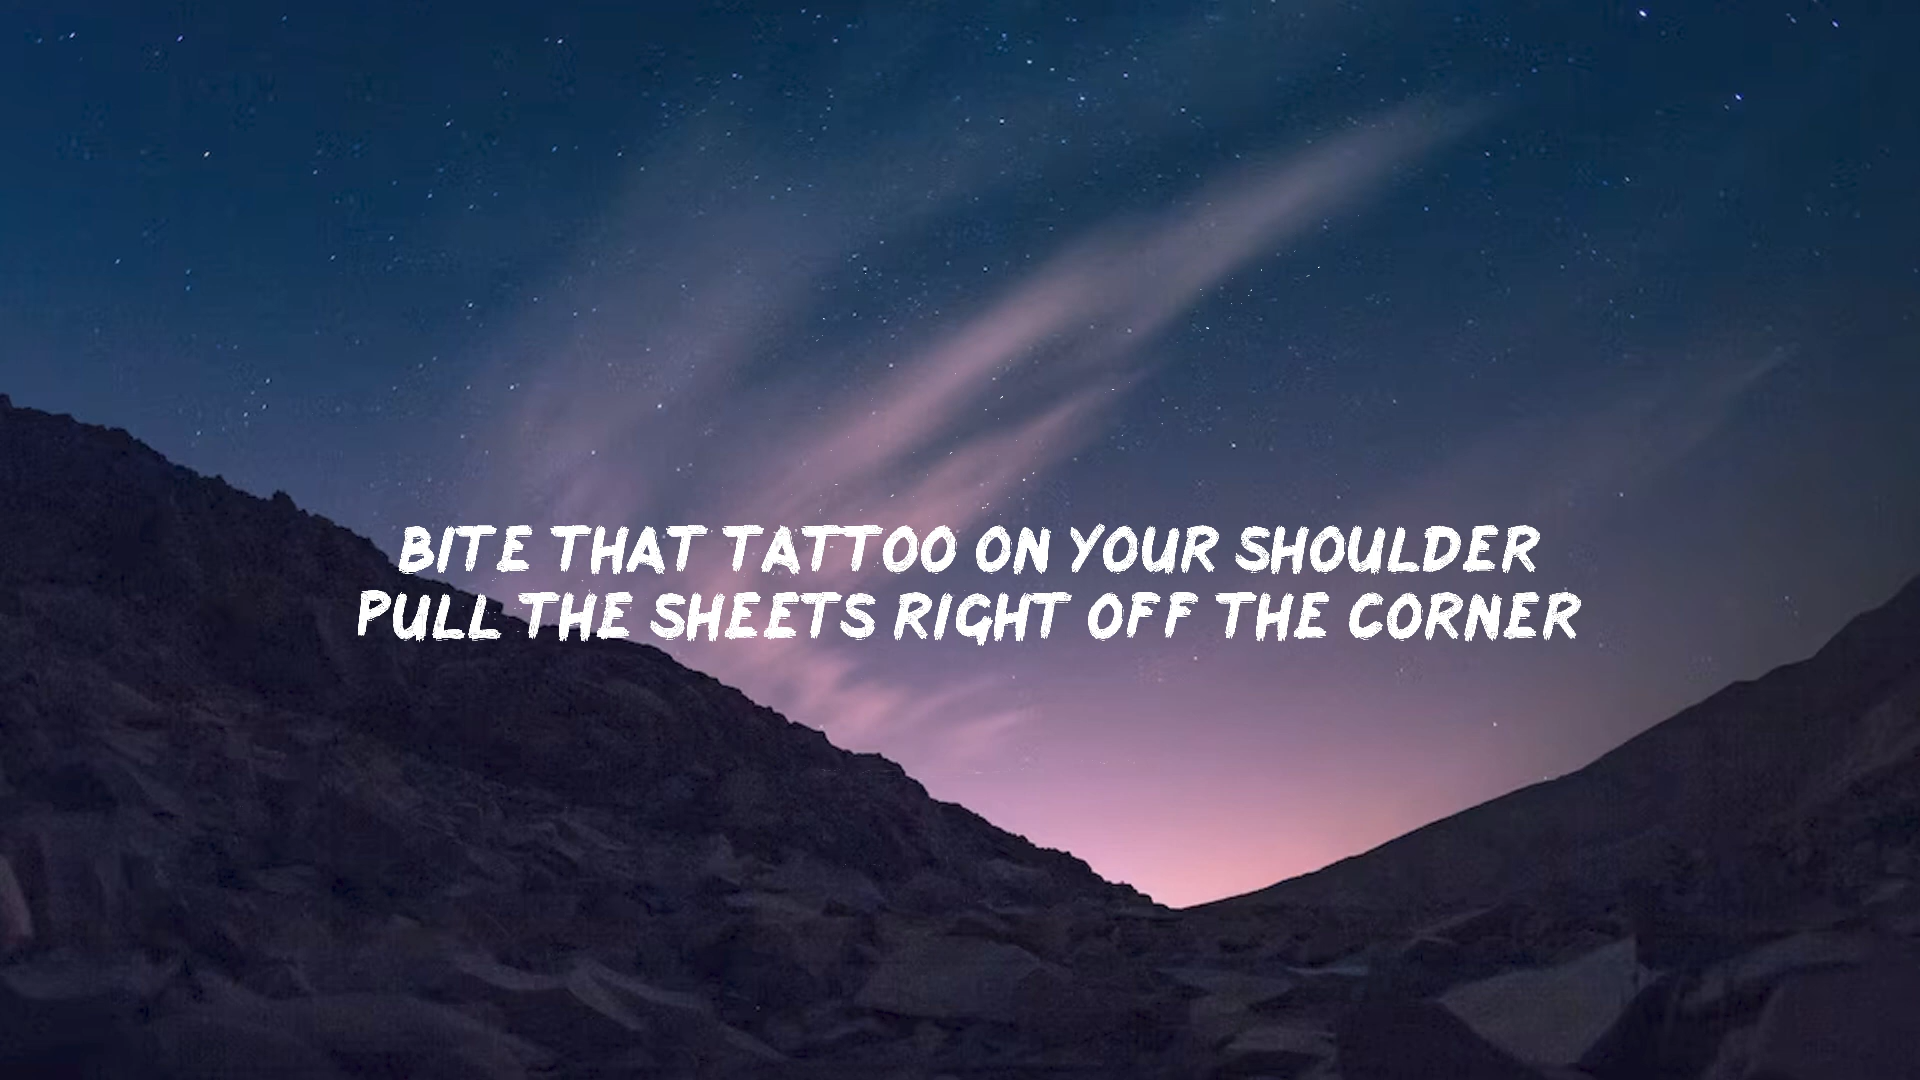 BITE THAT TATTOO ON YOUR SHOULDER
PULL THE SHEETS RIGHT OFF THE CORNER